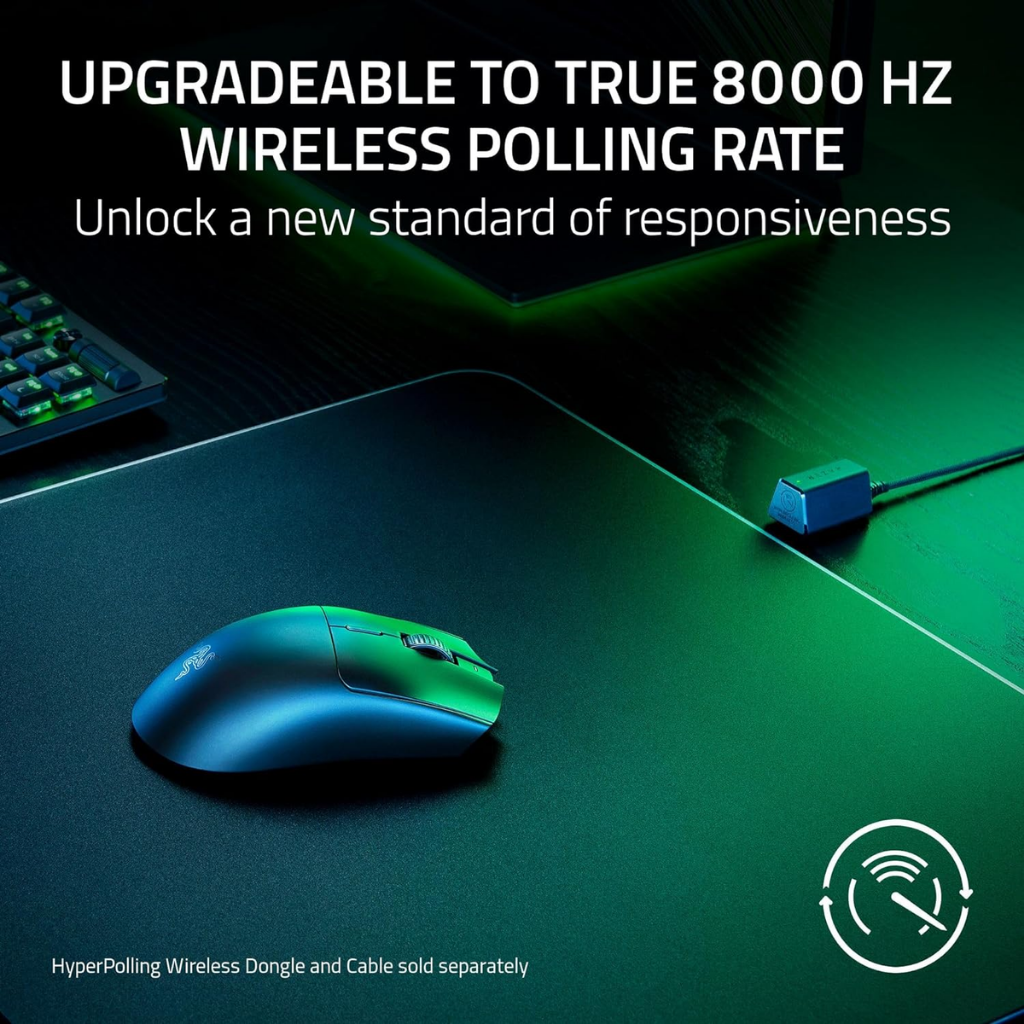 UPGRADEABLE TO TRUE 8000 HZ
WIRELESS POLLING RATE
Unlock a new standard of responsiveness
HyperPolling Wireless Dongle and Cable sold separately